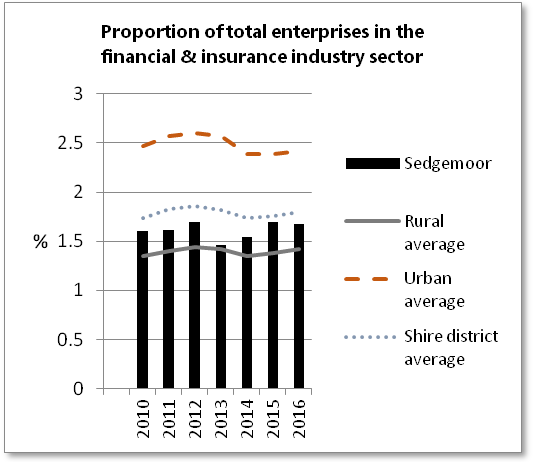 Proportion of total enterprises in the
financial & insurance industry sector
3
2.5
2
1.5
1
0.5
0
%
2010
2011
2012
2013
2014
2015
2016
Sedgemoor
Rural
average
Urban
average
Shire district
average